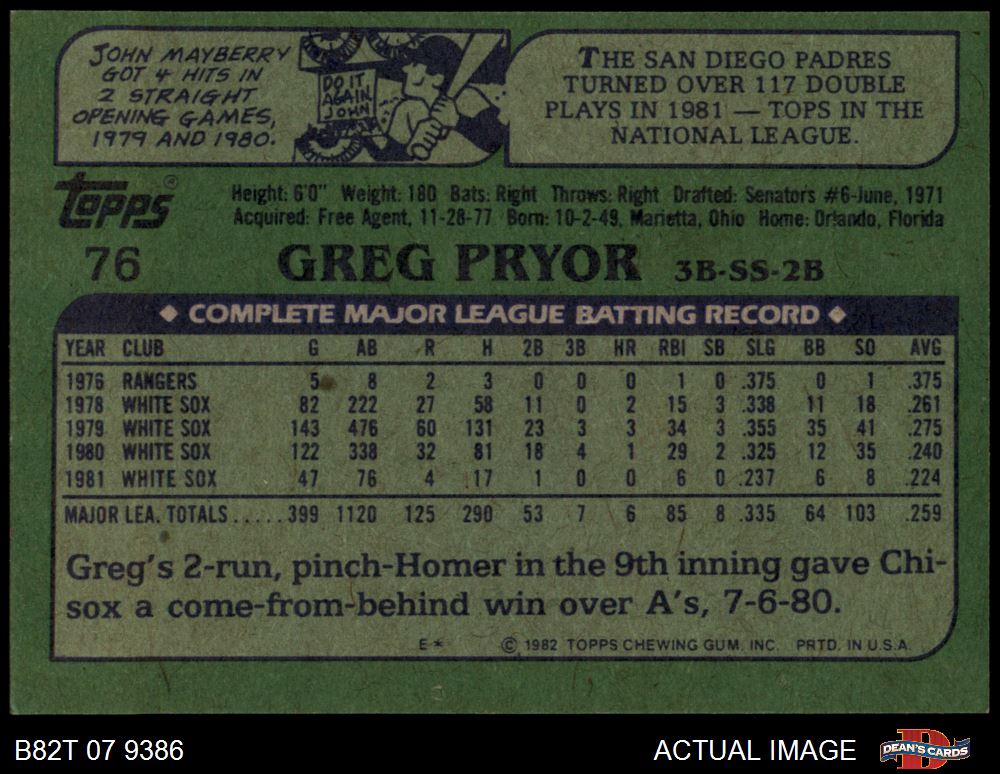 JOHN MAYBERRY
GOT 4 HITS IN
2 STRAIGHT
OPENING GAMES,
1979 AND 1980.
DO IT
AGAIN,
JOHN
THE SAN DIEGO PADRES
TURNED OVER 117 DOUBLE
PLAYS IN 1981 — TOPS IN THE
NATIONAL LEAGUE.
TOPPS®
Height: 6'0" Weight: 180 Bats: Right Throws: Right Drafted: Senators #6-June, 1971
Acquired: Free Agent, 11-28-77 Born: 10-2-49, Marietta, Ohio Home: Orlando, Florida
76 GREG PRYOR 3B-SS-2B
◆ COMPLETE MAJOR LEAGUE BATTING RECORD ◆
YEAR CLUB G AB R H 2B 3B HR RBI SB SLG BB SO AVG
1976 RANGERS 5 8 2 3 0 0 0 1 0 .375 0 1 .375
1978 WHITE SOX 82 222 27 58 11 0 2 15 3 .338 11 18 .261
1979 WHITE SOX 143 476 60 131 23 3 3 34 3 .355 35 41 .275
1980 WHITE SOX 122 338 32 81 18 4 1 29 2 .325 12 35 .240
1981 WHITE SOX 47 76 4 17 1 0 0 6 0 .237 6 8 .224
MAJOR LEA. TOTALS.....399 1120 125 290 53 7 6 85 8 .335 64 103 .259
Greg's 2-run, pinch-Homer in the 9th inning gave Chi-
sox a come-from-behind win over A's, 7-6-80.
E* © 1982 TOPPS CHEWING GUM, INC. PRTD. IN U.S.A.
B82T 07 9386 ACTUAL IMAGE DEAN'S CARDS